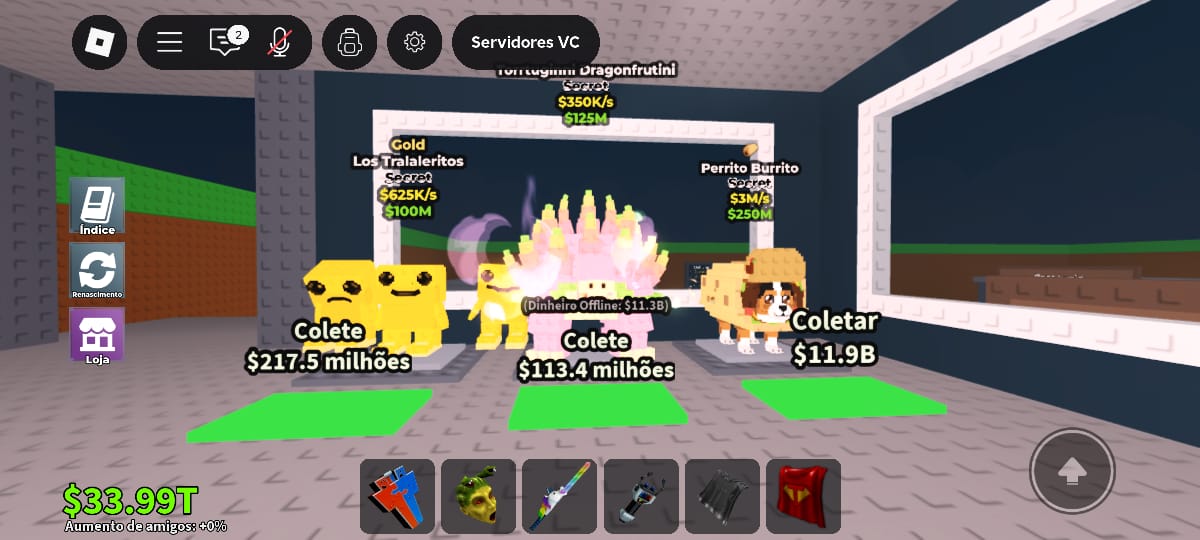 2
Servidores VC
Tortuginni Dragonfrutini
Secret
$350K/s
$125M
Gold
Los Tralaleritos
Secret
$625K/s
$100M
Perrito Burrito
Secret
$3M/s
$250M
Índice
Renascimento
Loja
(Dinheiro Offline: $11.3B)
Colete
$217.5 milhões
Colete
$113.4 milhões
Coletar
$11.9B
$33.99T
Aumento de amigos: +0%